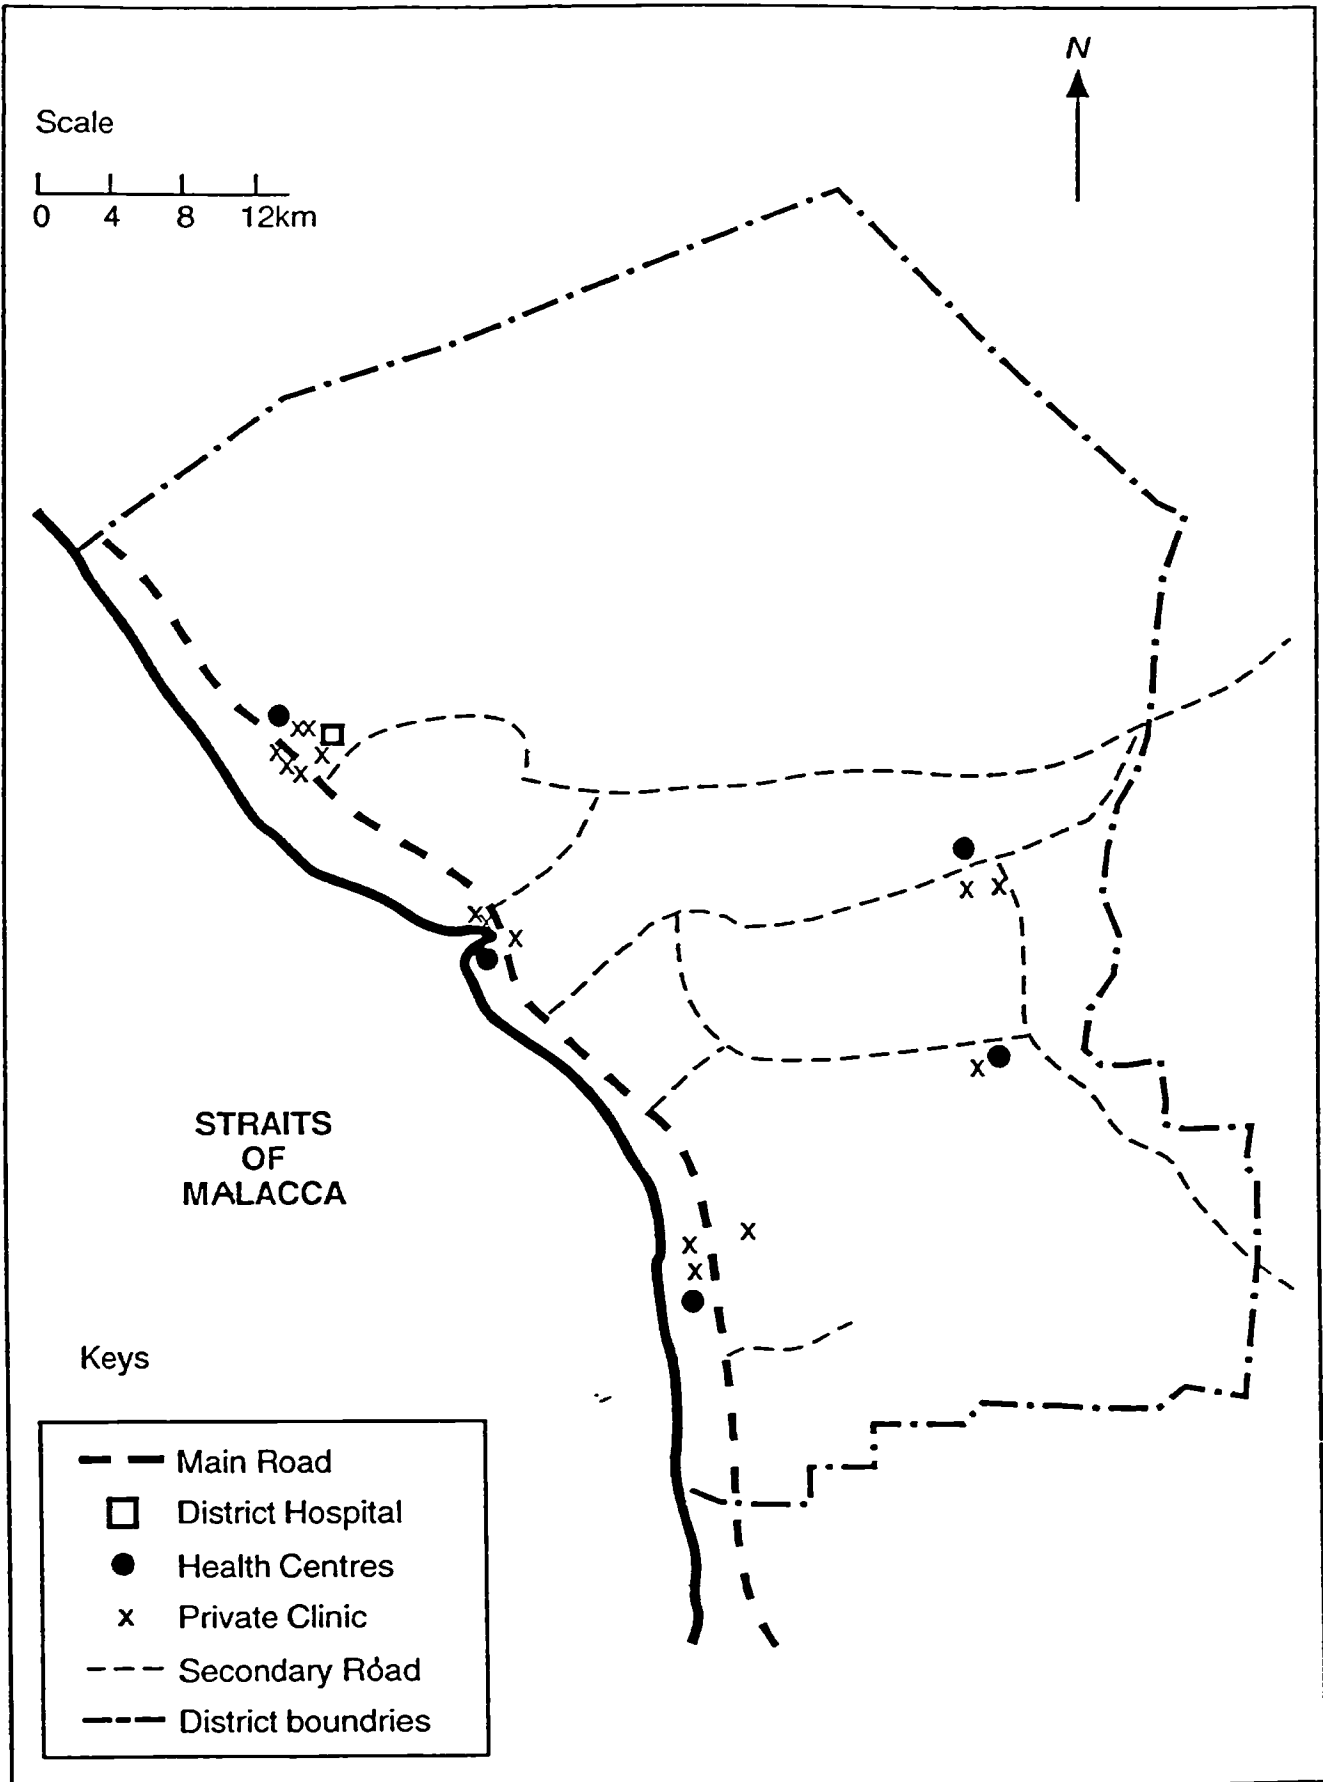 N
Scale
0 4 8 12km
STRAITS
OF
MALACCA
Keys
Main Road
District Hospital
Health Centres
x Private Clinic
Secondary Road
District boundries